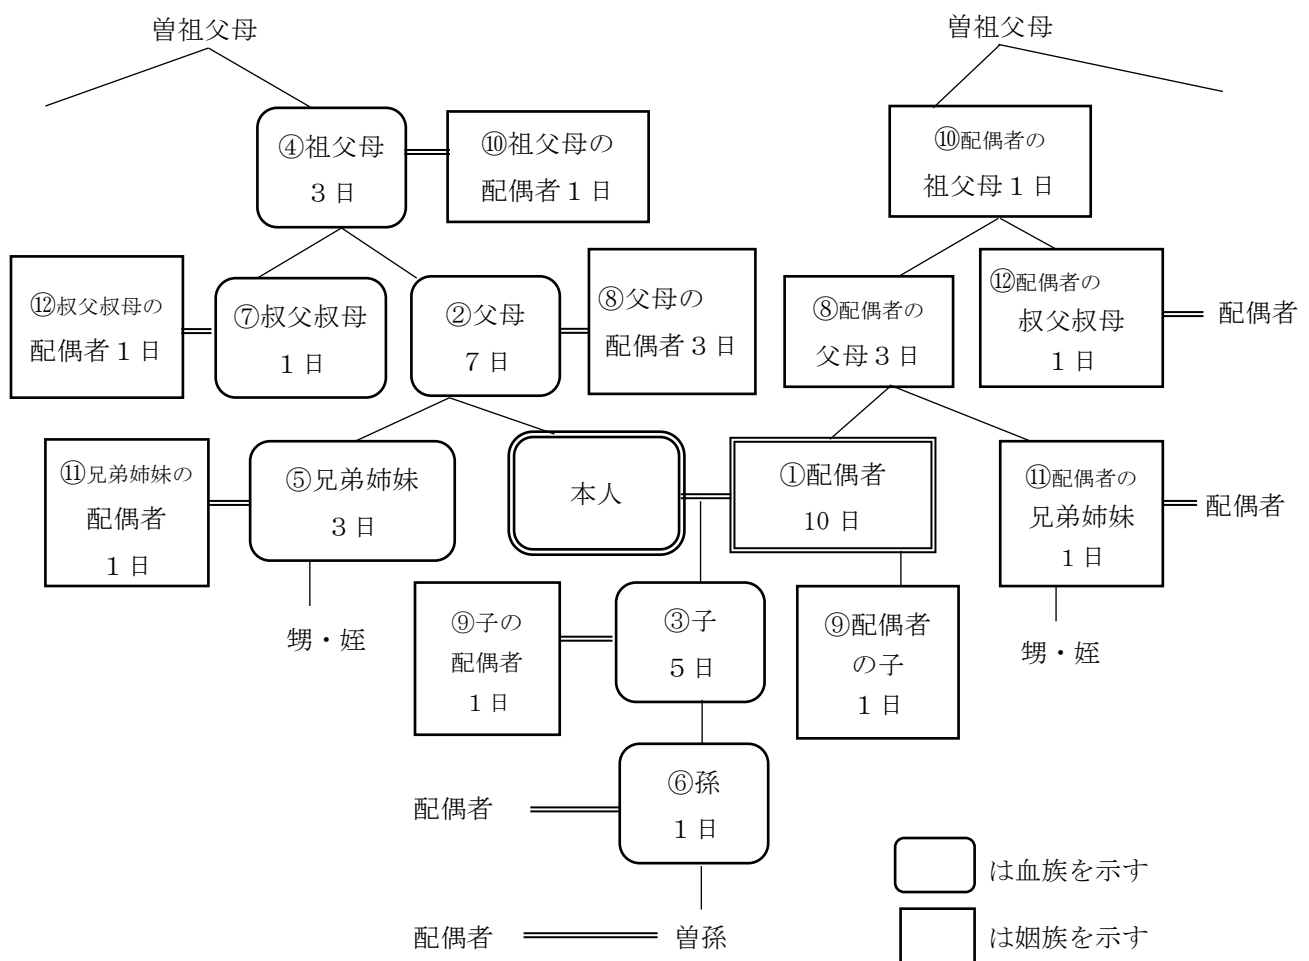 曽祖父母
曽祖父母
④祖父母
３日
⑩祖父母の
配偶者１日
⑩配偶者の
祖父母１日
⑫叔父叔母の
配偶者１日
⑦叔父叔母
１日
②父母
７日
⑧父母の
配偶者３日
⑧配偶者の
父母３日
⑫配偶者の
叔父叔母
１日
配偶者
⑪兄弟姉妹の
配偶者
１日
⑤兄弟姉妹
３日
本人
①配偶者
10 日
⑪配偶者の
兄弟姉妹
１日
配偶者
甥・姪
⑨子の
配偶者
１日
③子
５日
⑨配偶者
の子
１日
甥・姪
配偶者
⑥孫
１日
は血族を示す
配偶者
曽孫
は姻族を示す